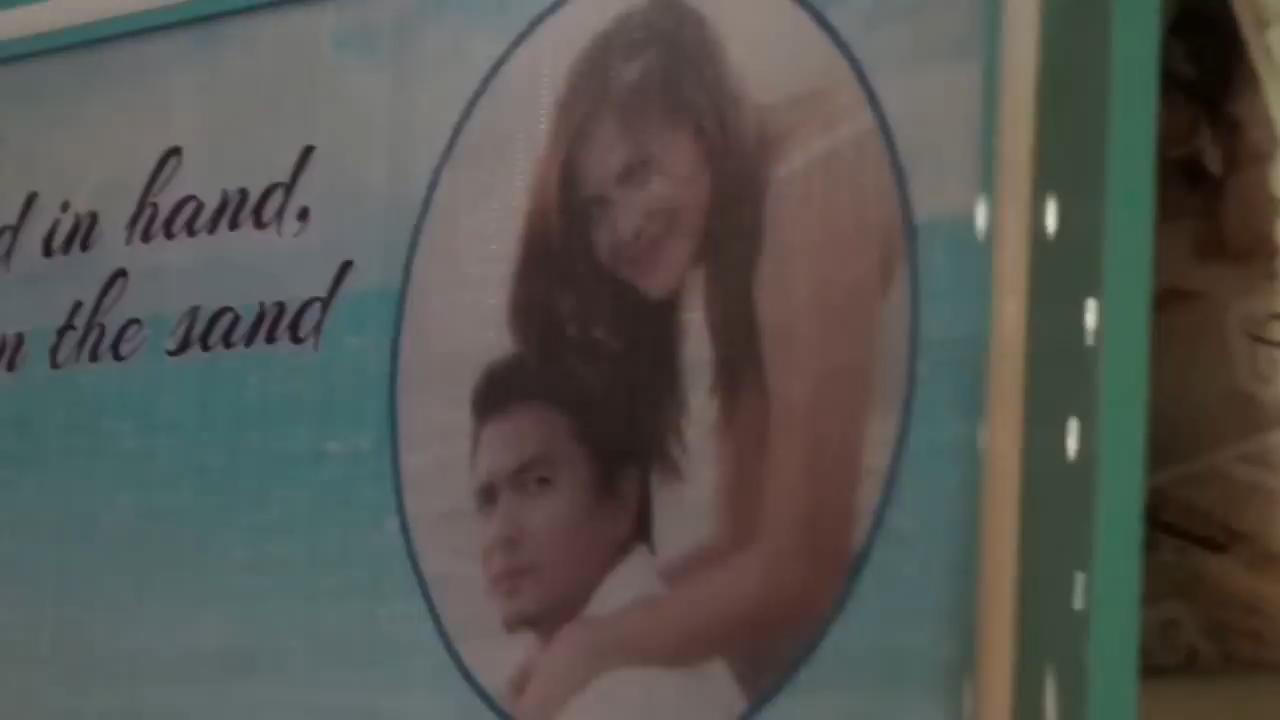 in hand,
the sand